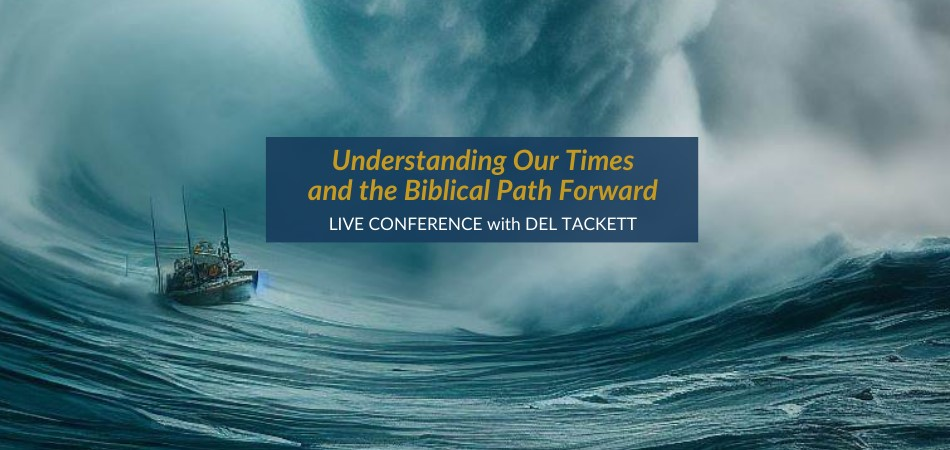 Understanding Our Times
and the Biblical Path Forward
LIVE CONFERENCE with DEL TACKETT